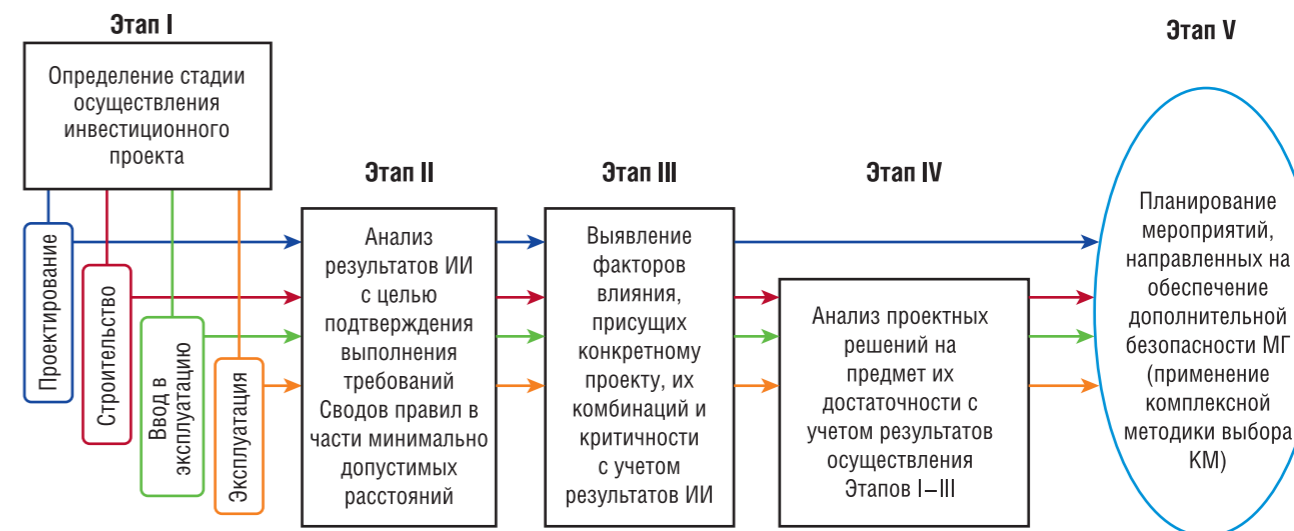 Этап I
Определение стадии
осуществления
инвестиционного
проекта
Проектирование
Строительство
Ввод в
эксплуатацию
Эксплуатация
Этап II
Анализ
результатов ИИ
с целью
подтверждения
выполнения
требований
Сводов правил в
части минимально
допустимых
расстояний
Этап III
Выявление
факторов
влияния,
присущих
конкретному
проекту, их
комбинаций и
критичности
с учетом
результатов ИИ
Этап IV
Анализ проектных
решений на
предмет их
достаточности с
учетом результатов
осуществления
Этапов I–III
Этап V
Планирование
мероприятий,
направленных на
обеспечение
дополнительной
безопасности МГ
(применение
комплексной
методики выбора
КМ)